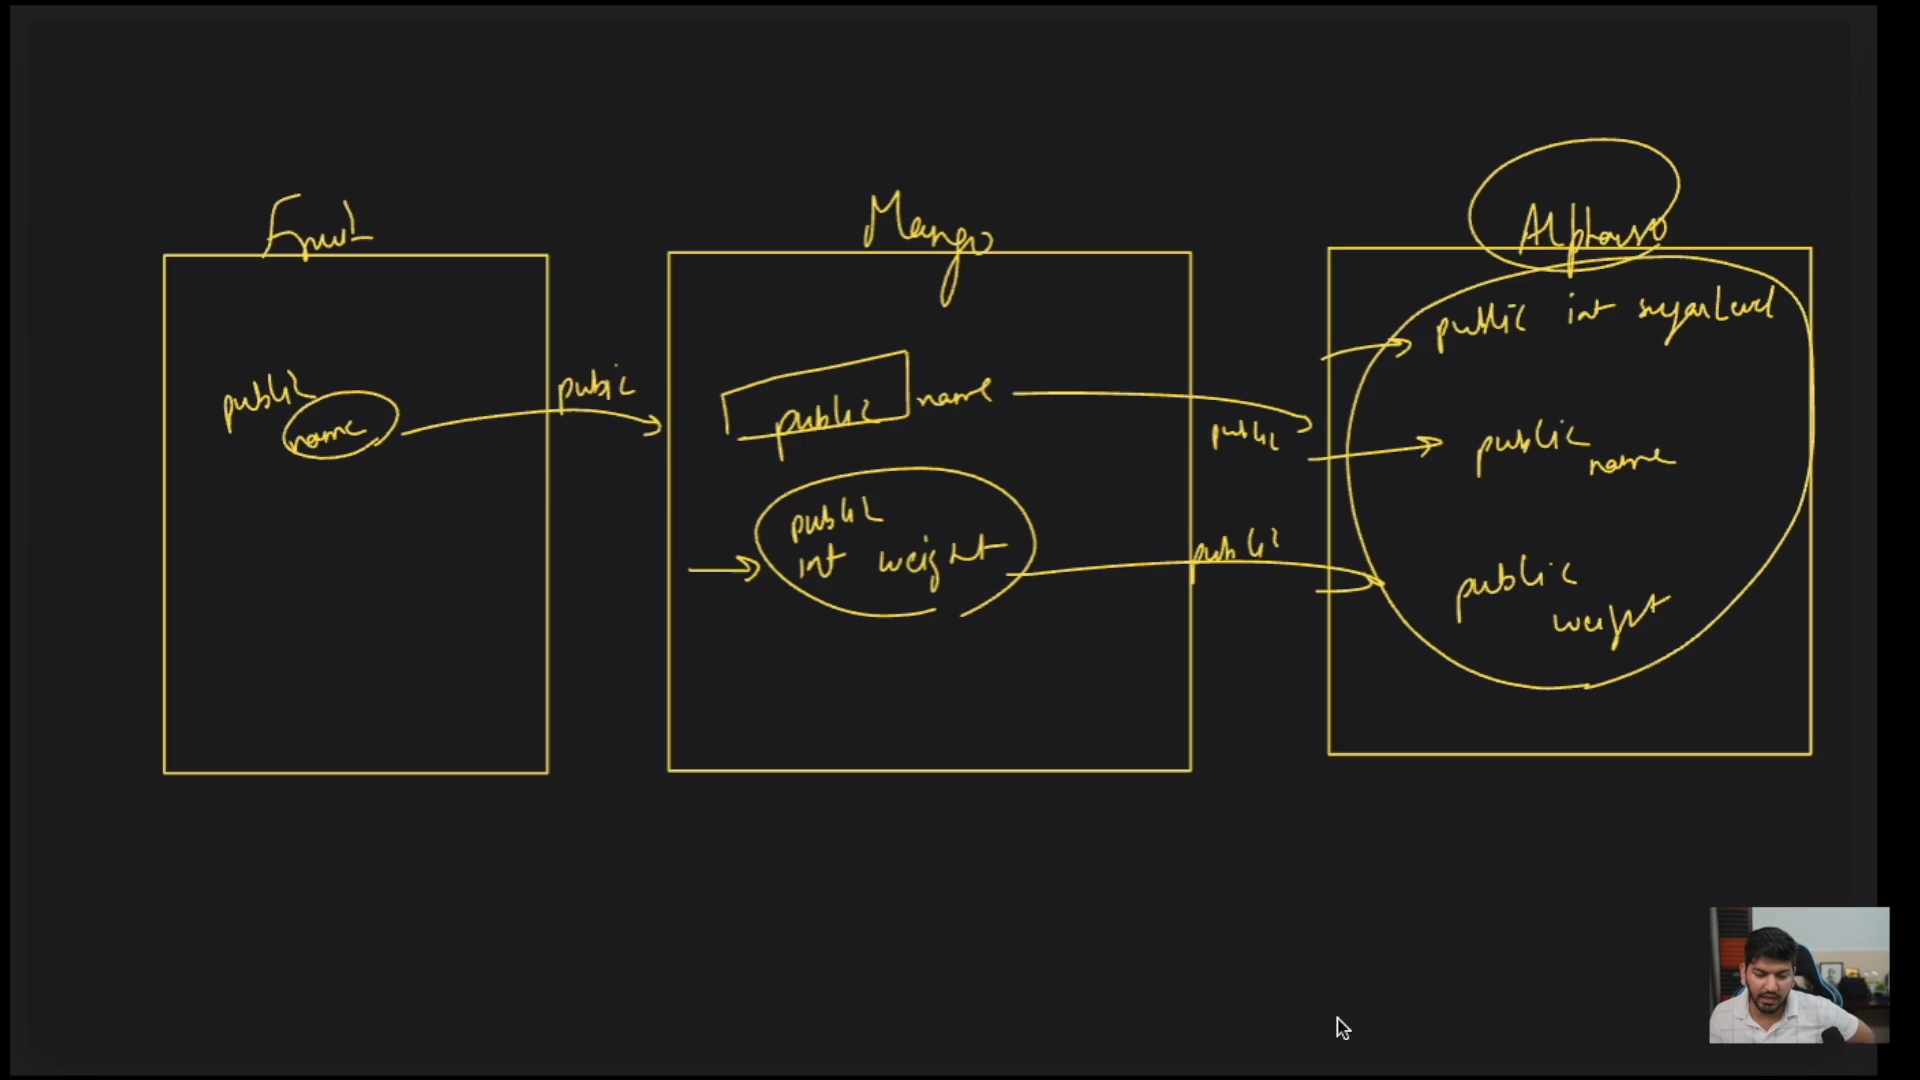 Fruit
public
name
public
Mango
public name
public
int weight
public
public
Alphanso
public int sugarLevel
public
name
public
weight